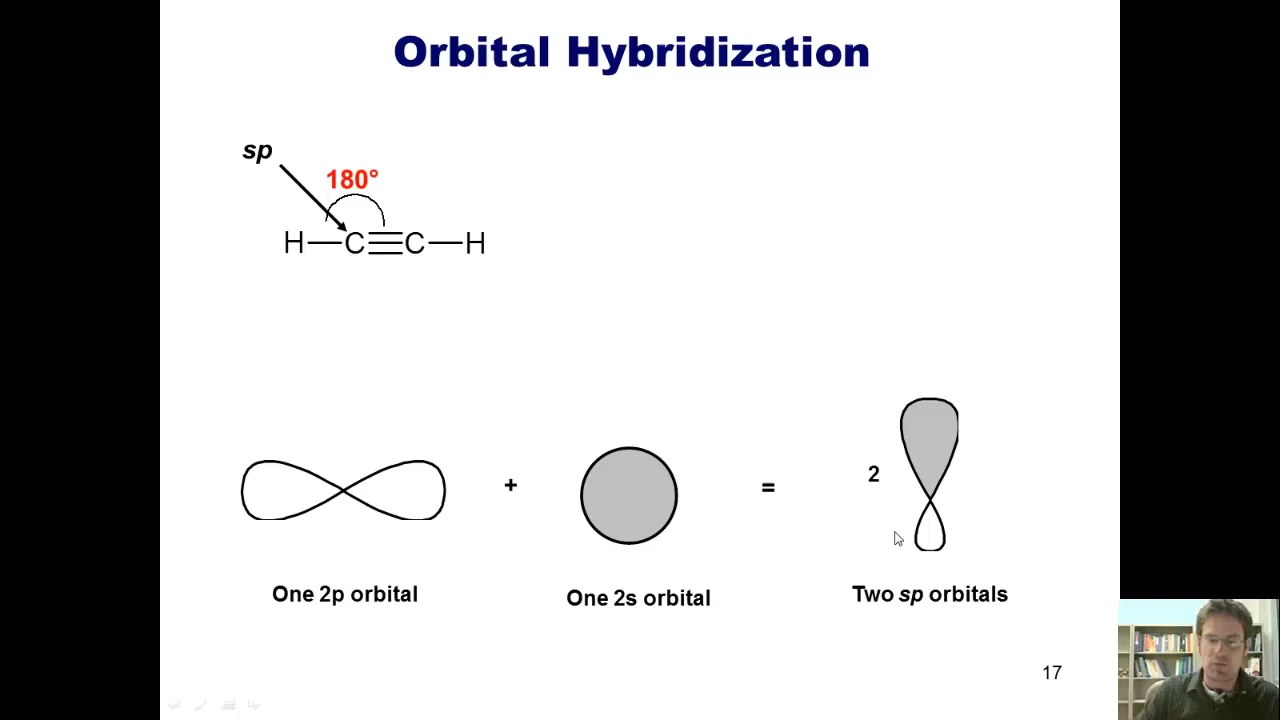 Orbital Hybridization
sp
180°
H C C H
+
=
2
One 2p orbital
One 2s orbital
Two sp orbitals
17